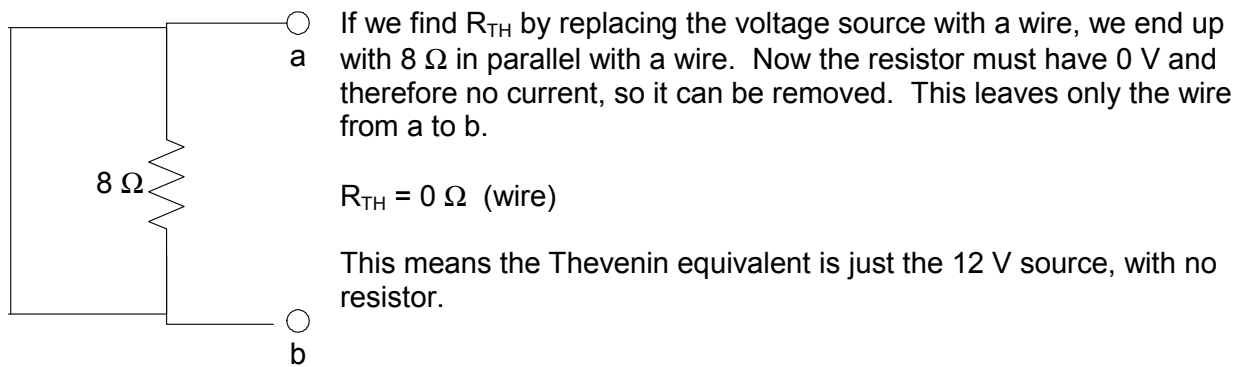 If we find R_TH by replacing the voltage source with a wire, we end up
a with 8 Ω in parallel with a wire. Now the resistor must have 0 V and
therefore no current, so it can be removed. This leaves only the wire
from a to b.
8 Ω
R_TH = 0 Ω (wire)
This means the Thevenin equivalent is just the 12 V source, with no
resistor.
b